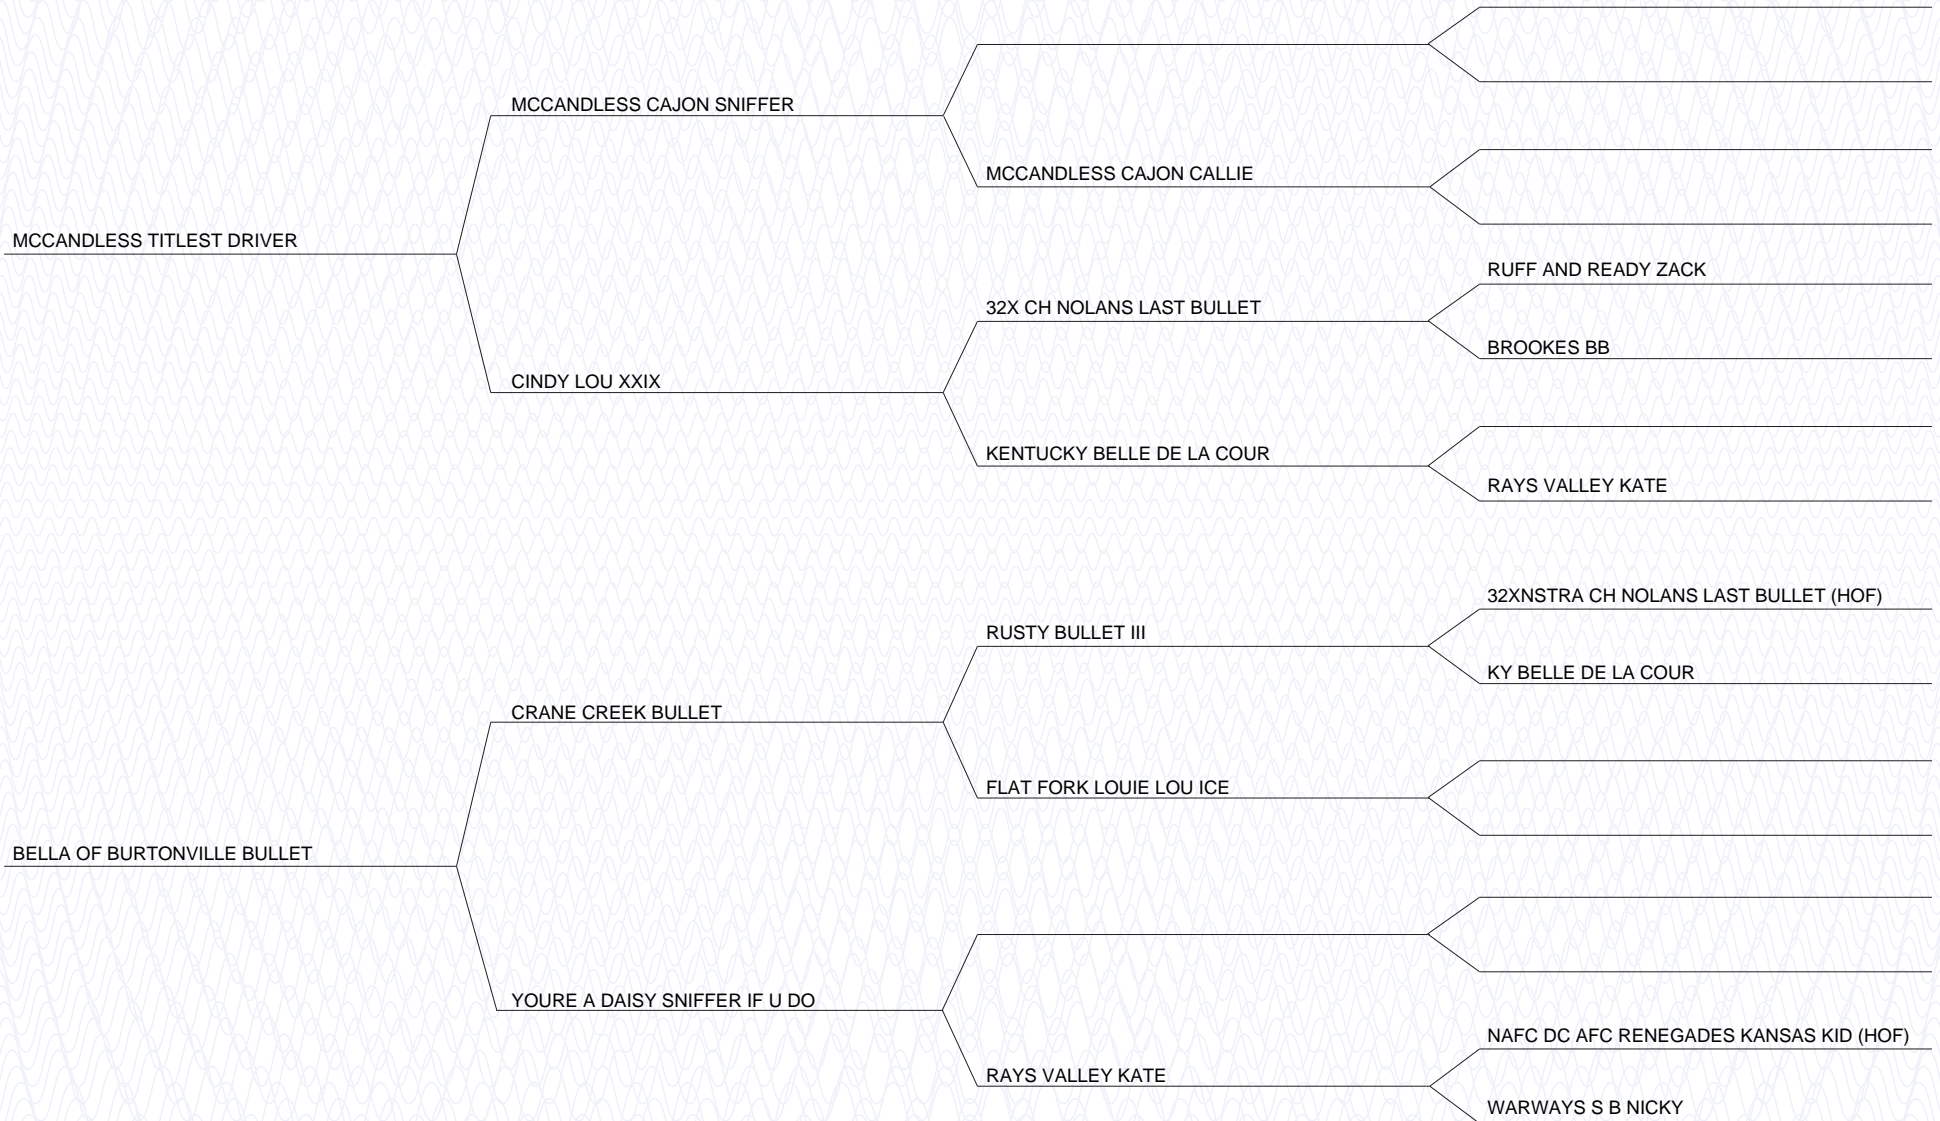 MCCANDLESS CAJON SNIFFER
MCCANDLESS CAJON CALLIE
MCCANDLESS TITLEST DRIVER
RUFF AND READY ZACK
32X CH NOLANS LAST BULLET
BROOKES BB
CINDY LOU XXIX
KENTUCKY BELLE DE LA COUR
RAYS VALLEY KATE
32XNSTRA CH NOLANS LAST BULLET (HOF)
RUSTY BULLET III
KY BELLE DE LA COUR
CRANE CREEK BULLET
FLAT FORK LOUIE LOU ICE
BELLA OF BURTONVILLE BULLET
YOURE A DAISY SNIFFER IF U DO
NAFC DC AFC RENEGADES KANSAS KID (HOF)
RAYS VALLEY KATE
WARWAYS S B NICKY